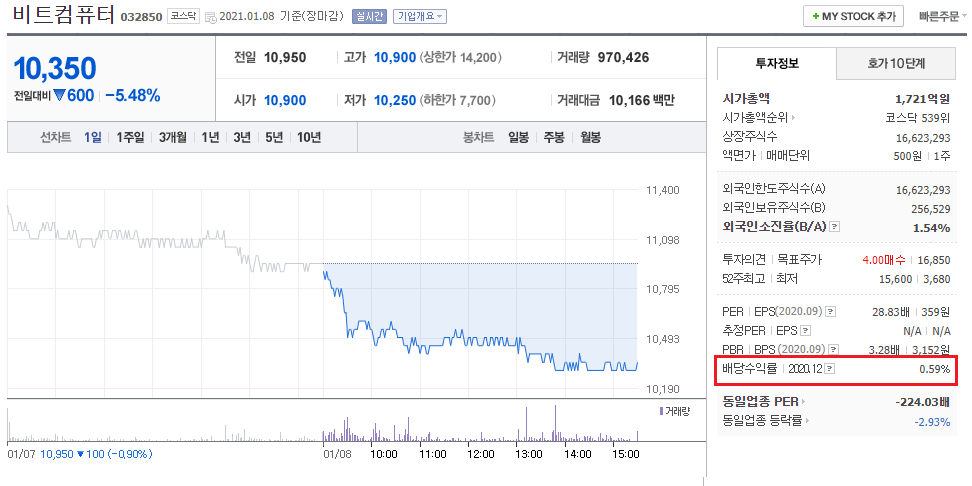 비트컴퓨터 032850 코스닥 2021.01.08 기준(장마감) 실시간 기업개요
+ MY STOCK 추가 빠른주문
10,350
전일대비 ▼600 -5.48%
전일 10,950 고가 10,900 (상한가 14,200) 거래량 970,426
시가 10,900 저가 10,250 (하한가 7,700) 거래대금 10,166 백만
선차트 1일 1주일 3개월 1년 3년 5년 10년 봉차트 일봉 주봉 월봉
11,400
11,098
10,795
10,493
10,190
거래량
01/07 10,950 ▼100 (-0,90%) 01/08 10:00 11:00 12:00 13:00 14:00 15:00
투자정보 호가 10단계
시가총액 1,721억원
시가총액순위 코스닥 539위
상장주식수 16,623,293
액면가 매매단위 500원 1주
외국인한도주식수(A) 16,623,293
외국인보유주식수(B) 256,529
외국인소진율(B/A) ? 1.54%
투자의견 목표주가 4.00매수 16,850
52주최고 최저 15,600 3,680
PER EPS(2020.09) ? 28.83배 359원
추정PER EPS ? N/A N/A
PBR BPS (2020.09) ? 3.28배 3,152원
배당수익률 2020.12 ? 0.59%
동일업종 PER -224.03배
동일업종 등락률 -2.93%